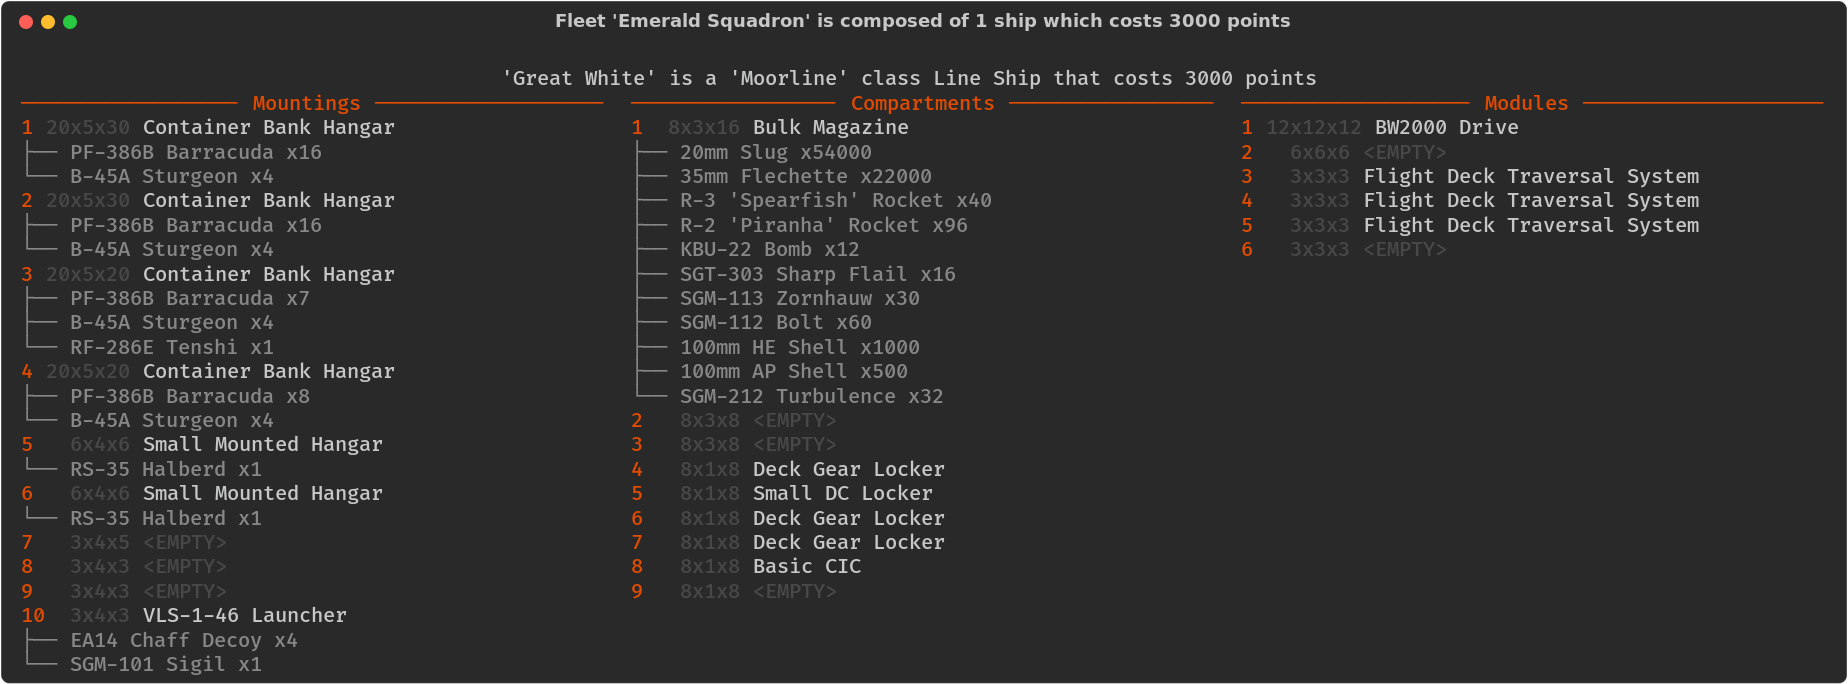 Fleet 'Emerald Squadron' is composed of 1 ship which costs 3000 points
'Great White' is a 'Moorline' class Line Ship that costs 3000 points
Mountings
1 20x5x30 Container Bank Hangar
PF-386B Barracuda x16
B-45A Sturgeon x4
2 20x5x30 Container Bank Hangar
PF-386B Barracuda x16
B-45A Sturgeon x4
3 20x5x20 Container Bank Hangar
PF-386B Barracuda x7
B-45A Sturgeon x4
RF-286E Tenshi x1
4 20x5x20 Container Bank Hangar
PF-386B Barracuda x8
B-45A Sturgeon x4
5 6x4x6 Small Mounted Hangar
RS-35 Halberd x1
6 6x4x6 Small Mounted Hangar
RS-35 Halberd x1
7 3x4x5 <EMPTY>
8 3x4x3 <EMPTY>
9 3x4x3 <EMPTY>
10 3x4x3 VLS-1-46 Launcher
EA14 Chaff Decoy x4
SGM-101 Sigil x1
Compartments
1 8x3x16 Bulk Magazine
20mm Slug x54000
35mm Flechette x22000
R-3 'Spearfish' Rocket x40
R-2 'Piranha' Rocket x96
KBU-22 Bomb x12
SGT-303 Sharp Flail x16
SGM-113 Zornhauw x30
SGM-112 Bolt x60
100mm HE Shell x1000
100mm AP Shell x500
SGM-212 Turbulence x32
2 8x3x8 <EMPTY>
3 8x3x8 <EMPTY>
4 8x1x8 Deck Gear Locker
5 8x1x8 Small DC Locker
6 8x1x8 Deck Gear Locker
7 8x1x8 Deck Gear Locker
8 8x1x8 Basic CIC
9 8x1x8 <EMPTY>
Modules
1 12x12x12 BW2000 Drive
2 6x6x6 <EMPTY>
3 3x3x3 Flight Deck Traversal System
4 3x3x3 Flight Deck Traversal System
5 3x3x3 Flight Deck Traversal System
6 3x3x3 <EMPTY>